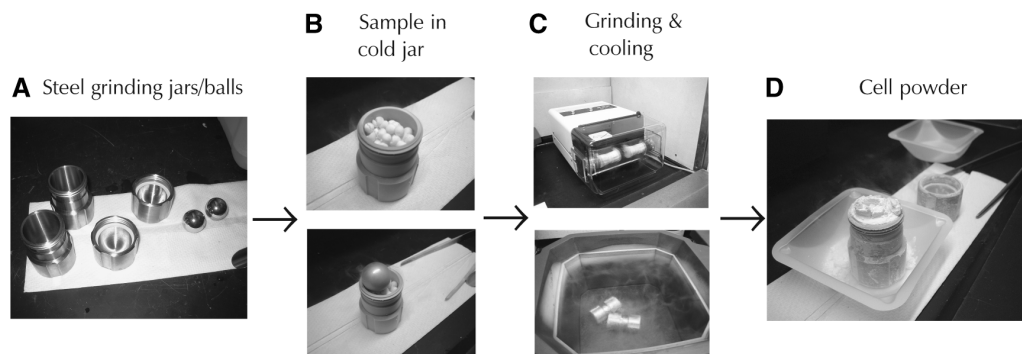 A Steel grinding jars/balls
B Sample in
cold jar
C Grinding &
cooling
D Cell powder